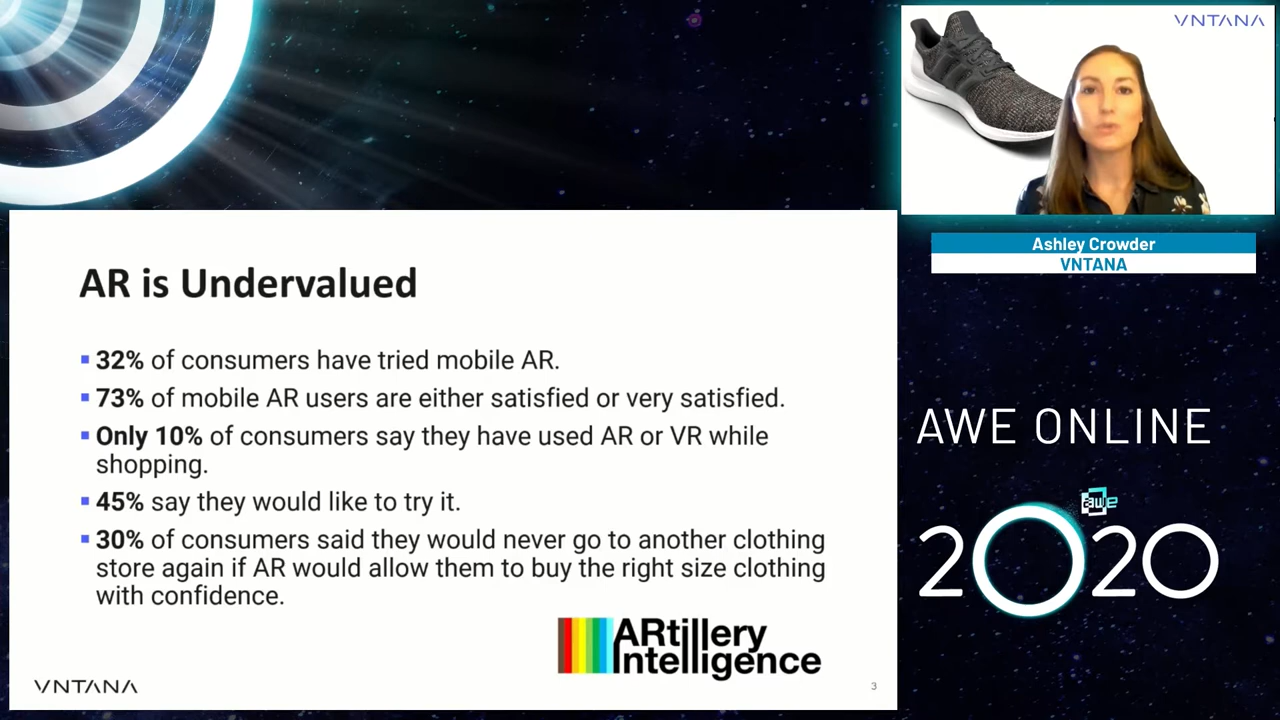 VNTANA
Ashley Crowder
VNTANA
AR is Undervalued
32% of consumers have tried mobile AR.
73% of mobile AR users are either satisfied or very satisfied.
Only 10% of consumers say they have used AR or VR while
shopping.
45% say they would like to try it.
30% of consumers said they would never go to another clothing
store again if AR would allow them to buy the right size clothing
with confidence.
ARtillery
Intelligence
VNTANA
3
AWE ONLINE
awe
2020